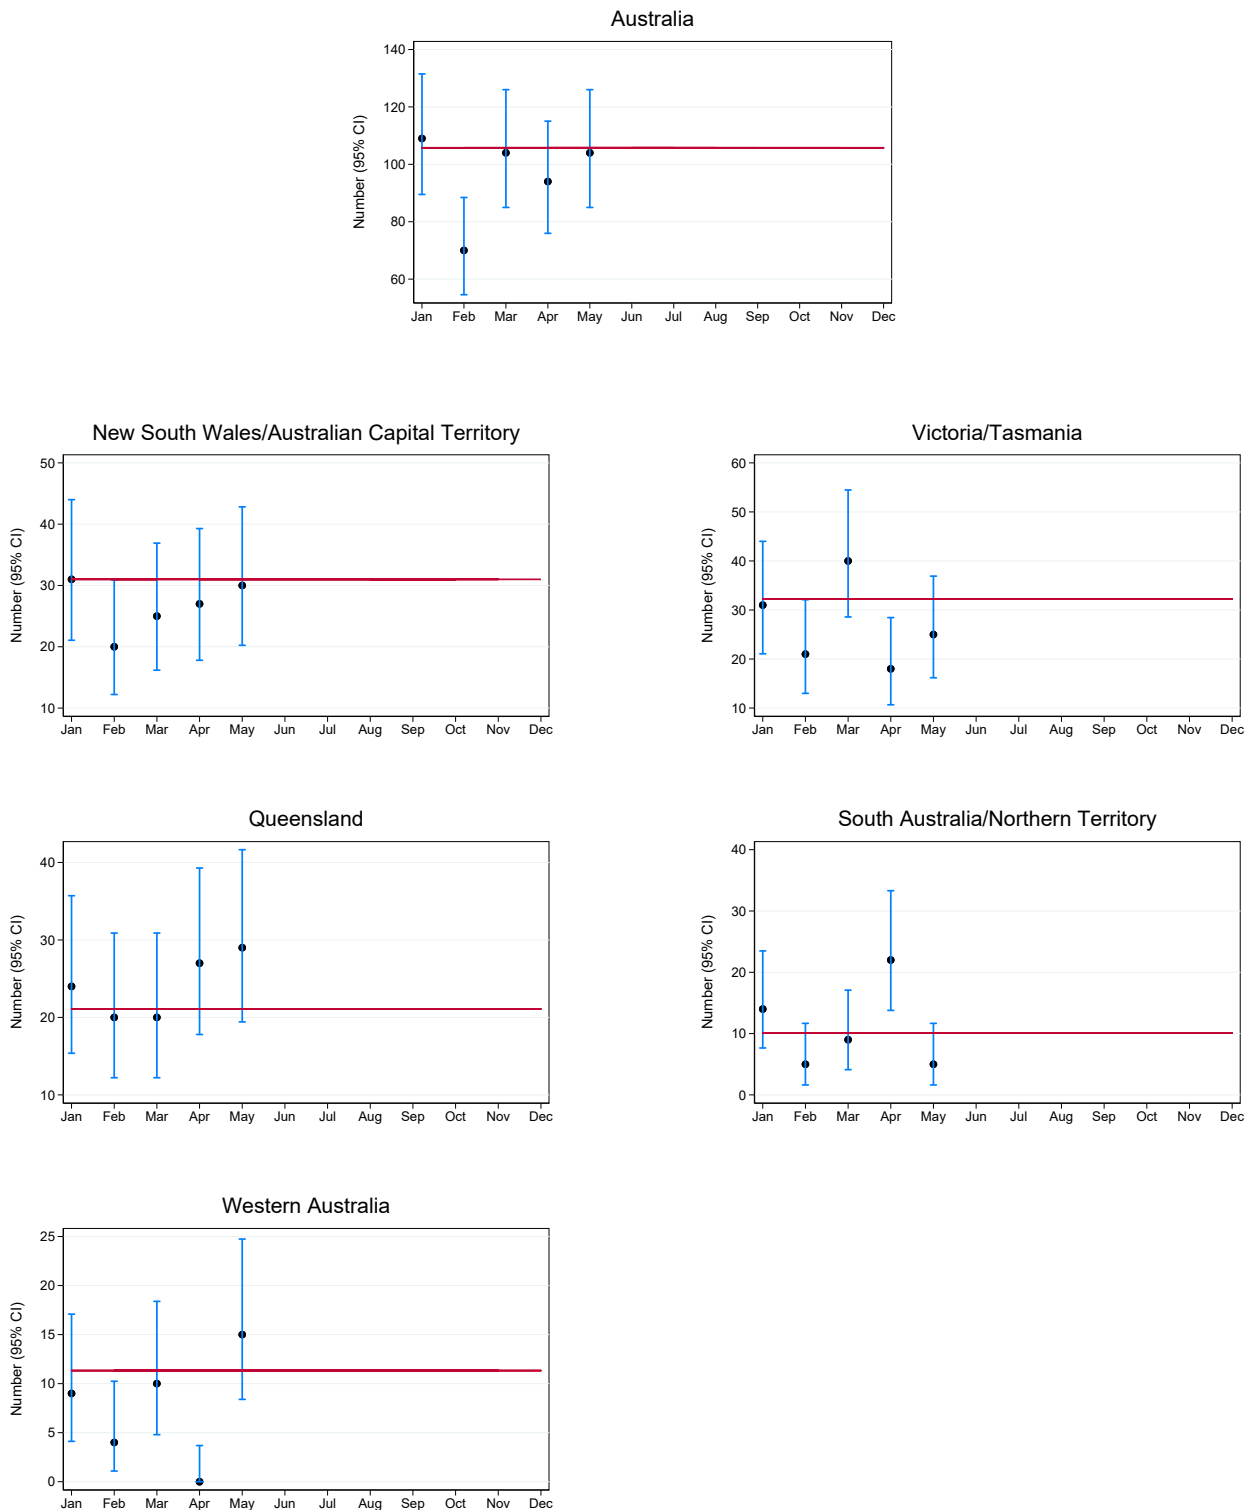 Australia
Number (95% CI)
140
120
100
80
60
Jan Feb Mar Apr May Jun Jul Aug Sep Oct Nov Dec
New South Wales/Australian Capital Territory
Number (95% CI)
50
40
30
20
10
Jan Feb Mar Apr May Jun Jul Aug Sep Oct Nov Dec
Victoria/Tasmania
Number (95% CI)
60
50
40
30
20
10
Jan Feb Mar Apr May Jun Jul Aug Sep Oct Nov Dec
Queensland
Number (95% CI)
40
30
20
10
Jan Feb Mar Apr May Jun Jul Aug Sep Oct Nov Dec
South Australia/Northern Territory
Number (95% CI)
40
30
20
10
0
Jan Feb Mar Apr May Jun Jul Aug Sep Oct Nov Dec
Western Australia
Number (95% CI)
25
20
15
10
5
0
Jan Feb Mar Apr May Jun Jul Aug Sep Oct Nov Dec